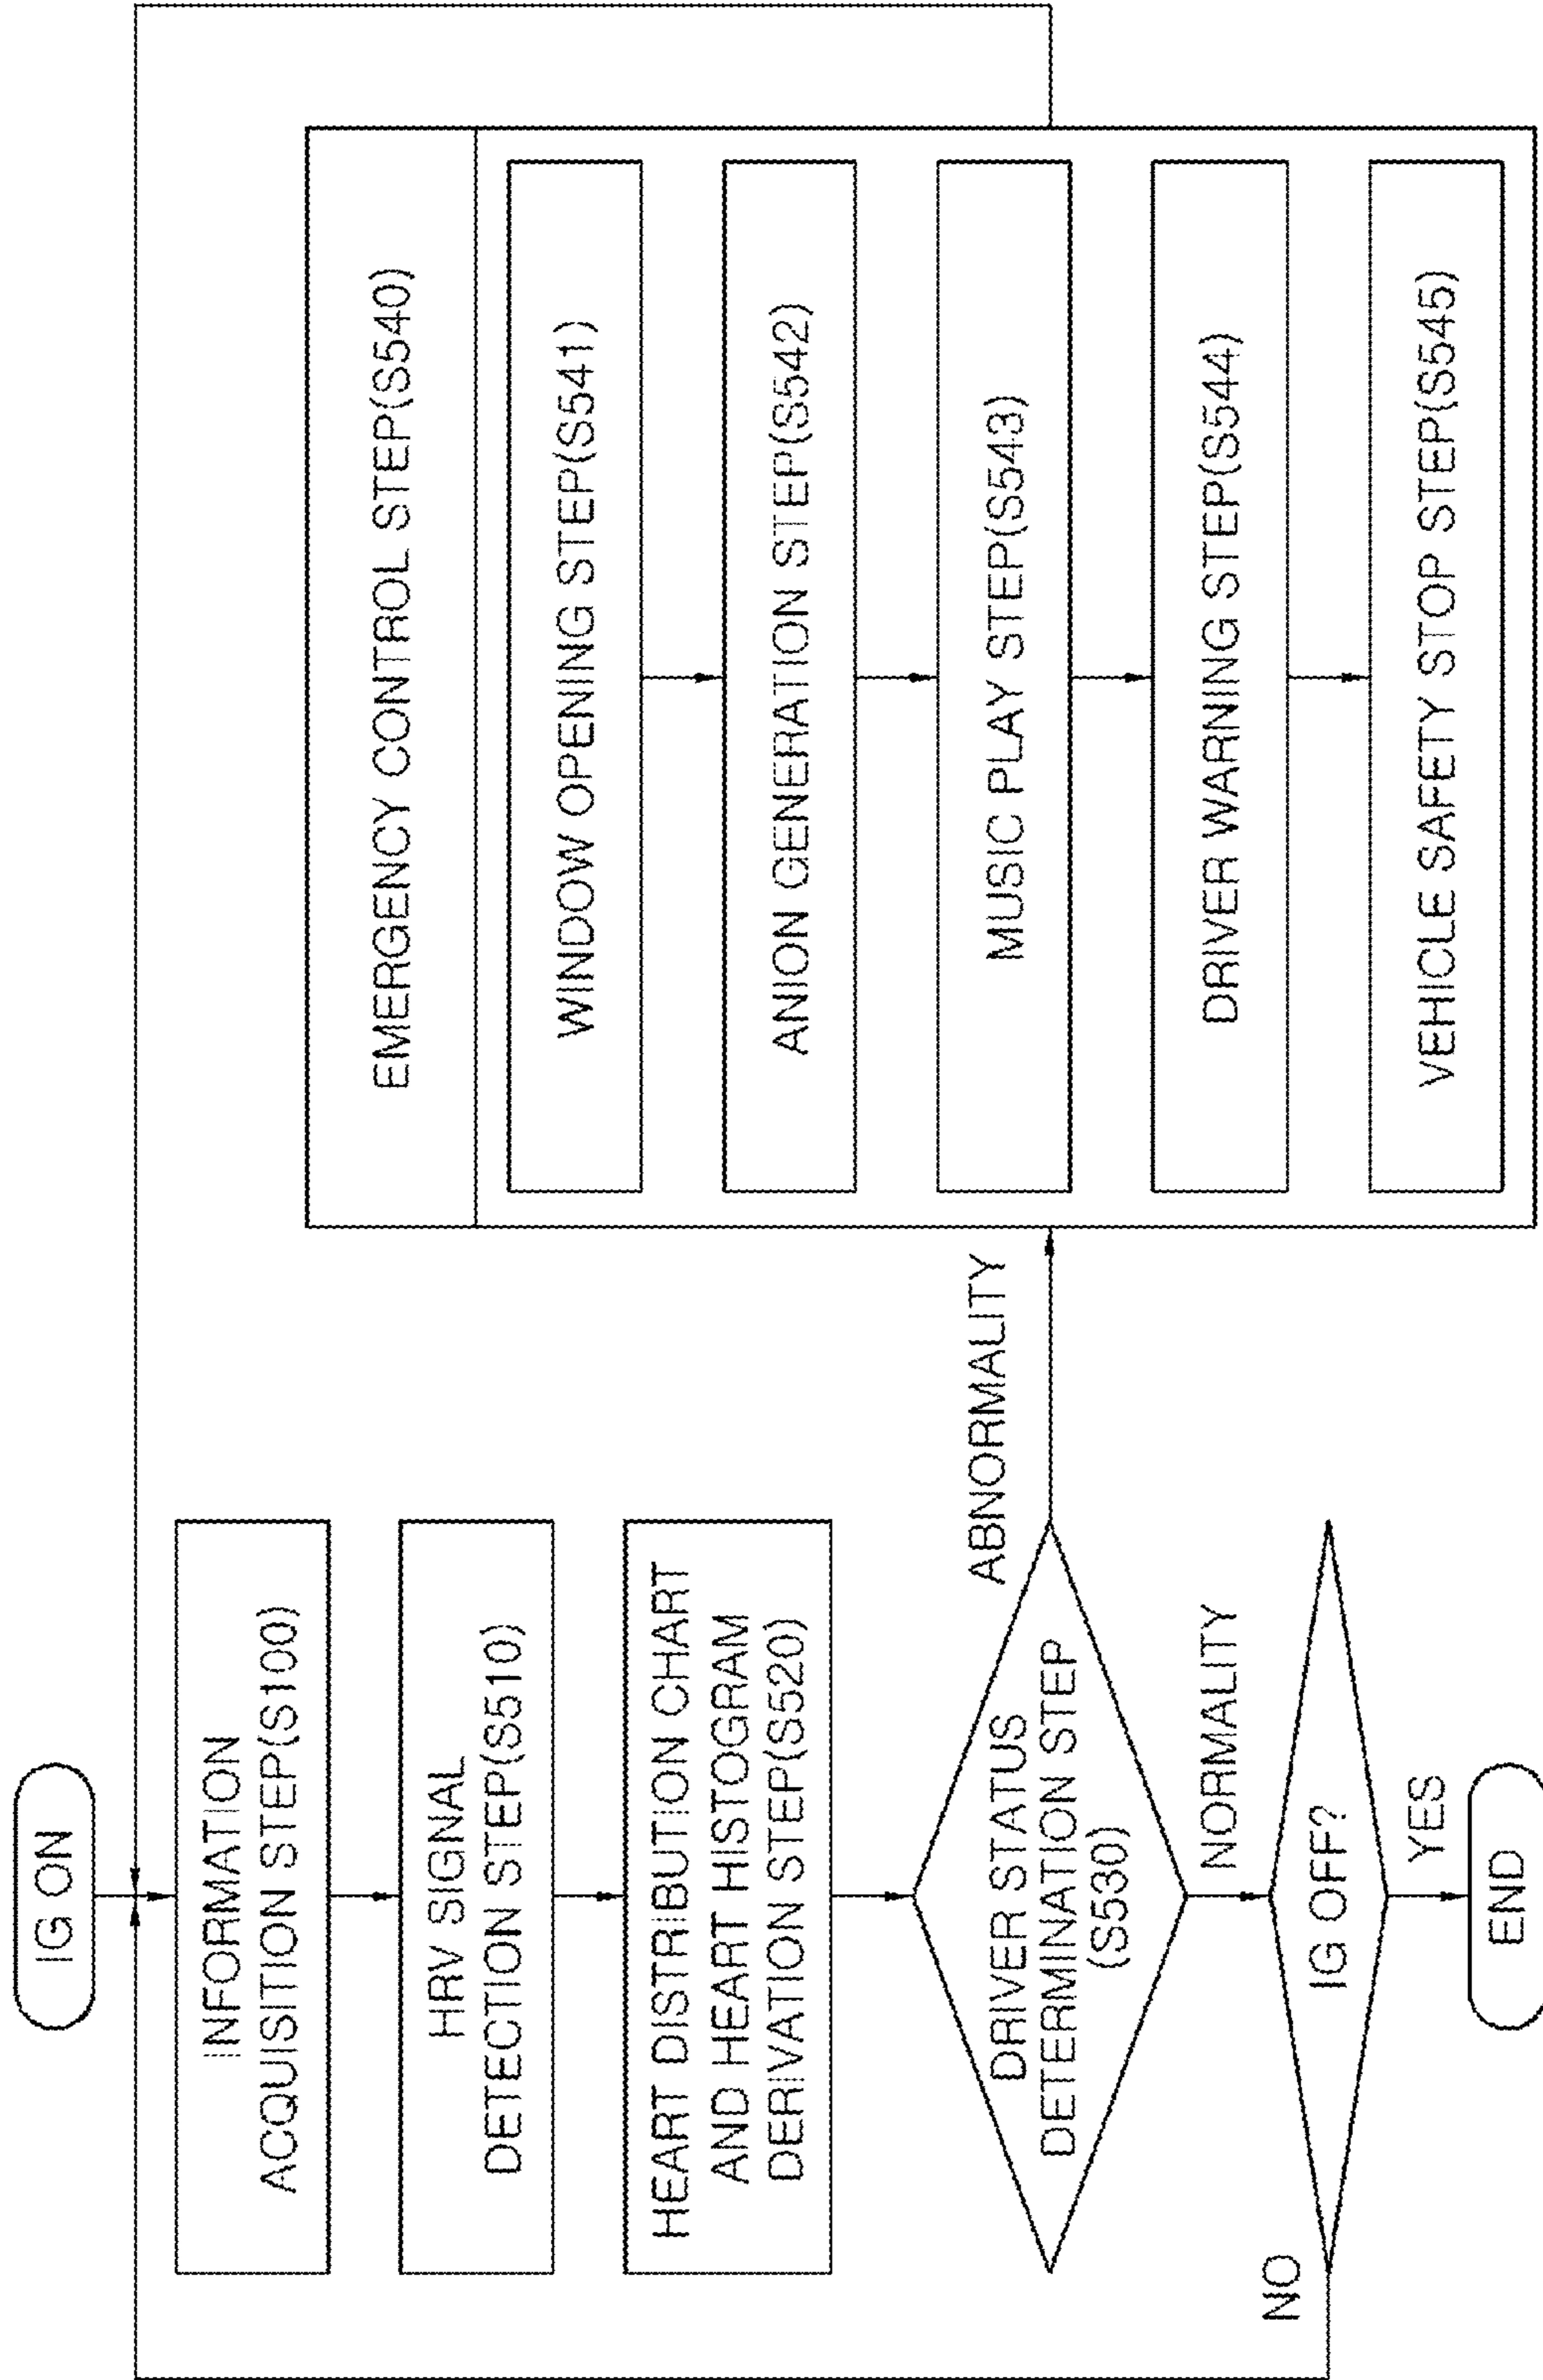 IG ON
INFORMATION
ACQUISITION STEP(S100)
HRV SIGNAL
DETECTION STEP(S510)
HEART DISTRIBUTION CHART
AND HEART HISTOGRAM
DERIVATION STEP(S520)
DRIVER STATUS
DETERMINATION STEP
(S530)
ABNORMALITY
NORMALITY
IG OFF?
NO
YES
END
EMERGENCY CONTROL STEP(S540)
WINDOW OPENING STEP(S541)
ANION GENERATION STEP(S542)
MUSIC PLAY STEP(S543)
DRIVER WARNING STEP(S544)
VEHICLE SAFETY STOP STEP(S545)